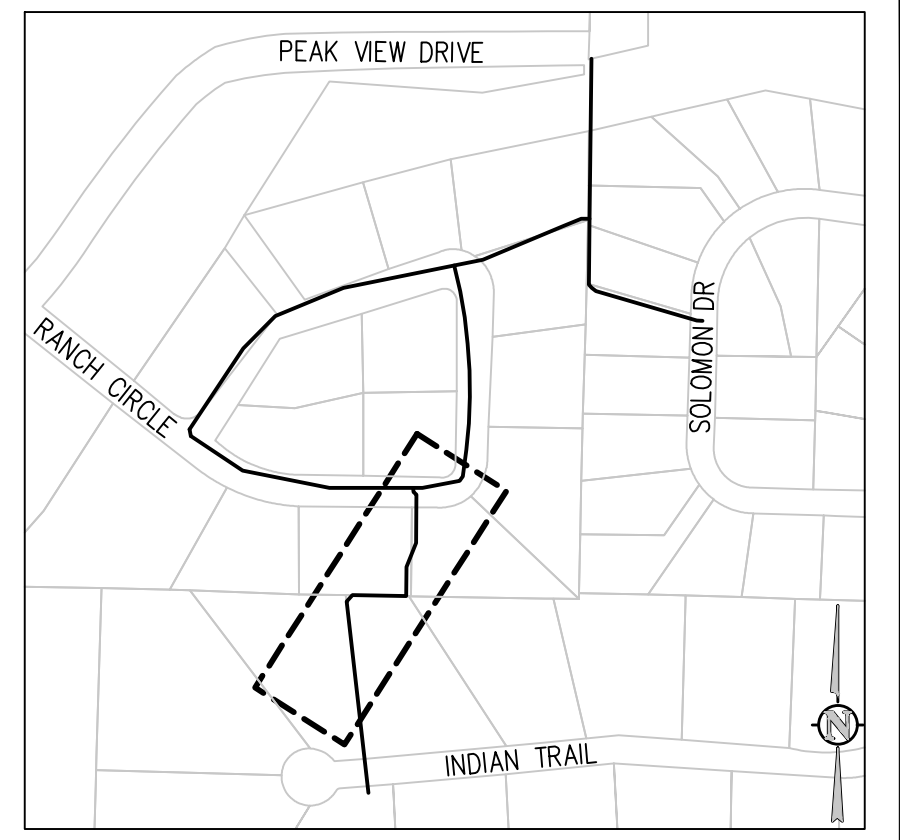 PEAK VIEW DRIVE
RANCH CIRCLE
SOLOMON DR
INDIAN TRAIL
N